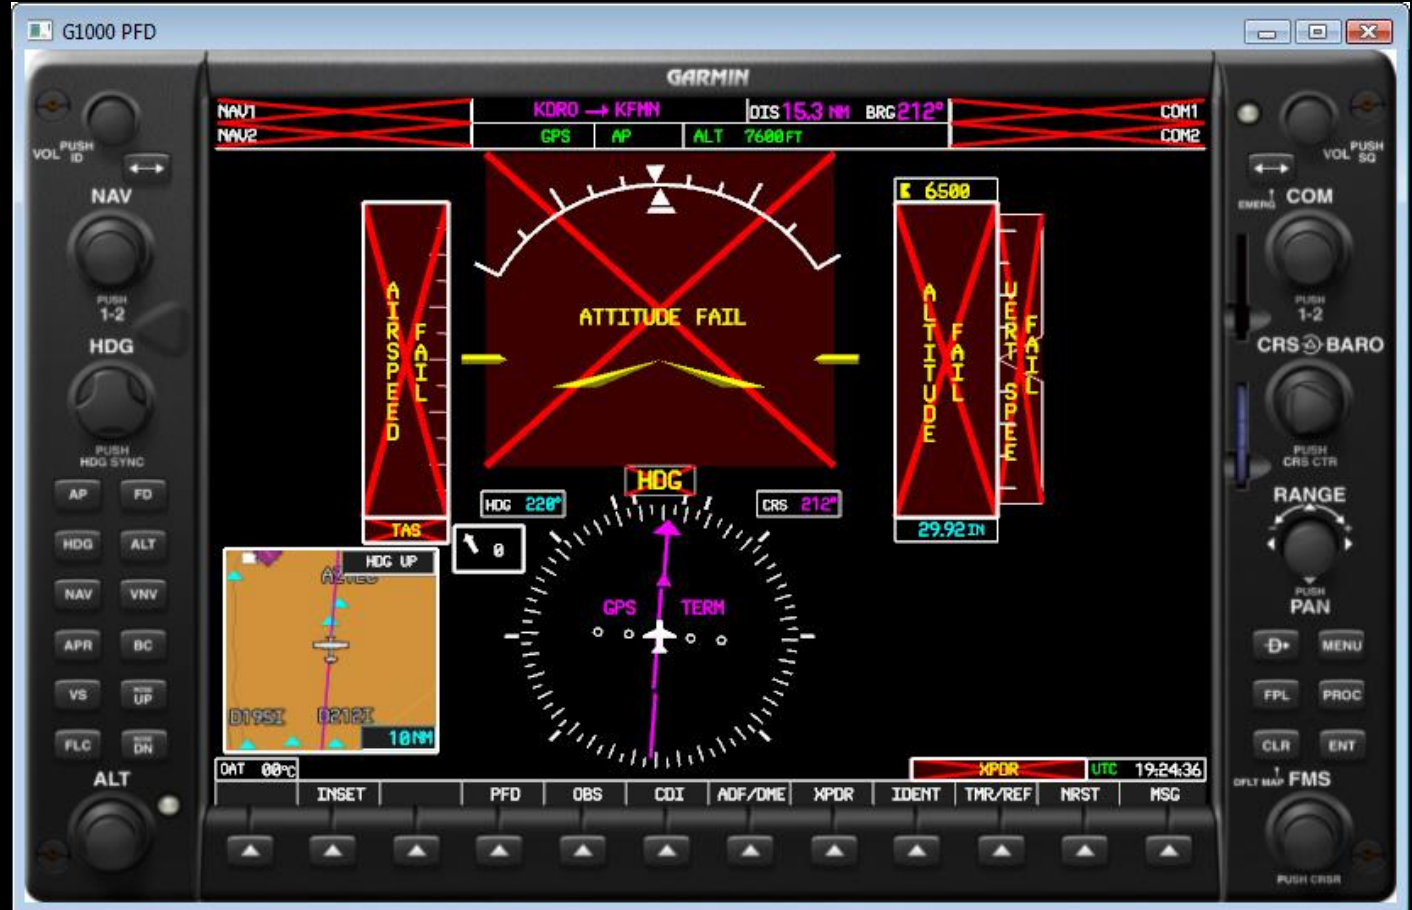 G1000 PFD
GARMIN
NAV1 KDRO → KFMN DIS 15.3 NM BRG 212° COM1
NAV2 GPS AP ALT 7600FT COM2
VOL PUSH ID
VOL PUSH SQ
NAV
EMERG COM
PUSH 1-2
PUSH 1-2
HDG
CRS BARO
PUSH HDG SYNC
PUSH CRS CTR
6500
AIRSPEED FAIL
ATTITUDE FAIL
ALTITUDE FAIL
VERT SPEE FAIL
HDG
HDG 220°
CRS 212°
TAS
29.92 IN
0
HDG UP
GPS TERM
D195I D212I
10NM
AP FD
HDG ALT
NAV VNV
APR BC
VS NOSE UP
FLC NOSE DN
ALT
RANGE
PUSH PAN
D MENU
FPL PROC
CLR ENT
DFLT MAP FMS
PUSH CRSR
OAT 00°C XPDR UTC 19:24:36
INSET PFD OBS CDI ADF/DME XPDR IDENT TMR/REF NRST MSG